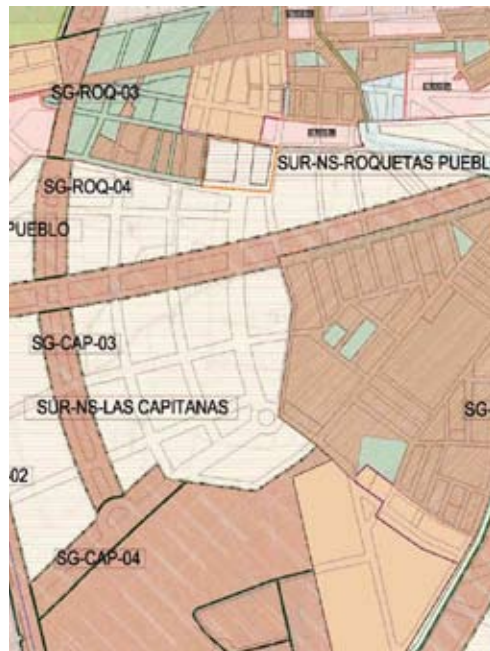 SG-ROQ-03
SUR-NS-ROQUETAS PUEBL
SG-ROQ-04
PUEBLO
SG-CAP-03
SUR-NS-LAS CAPITANAS
SG-
-02
SG-CAP-04